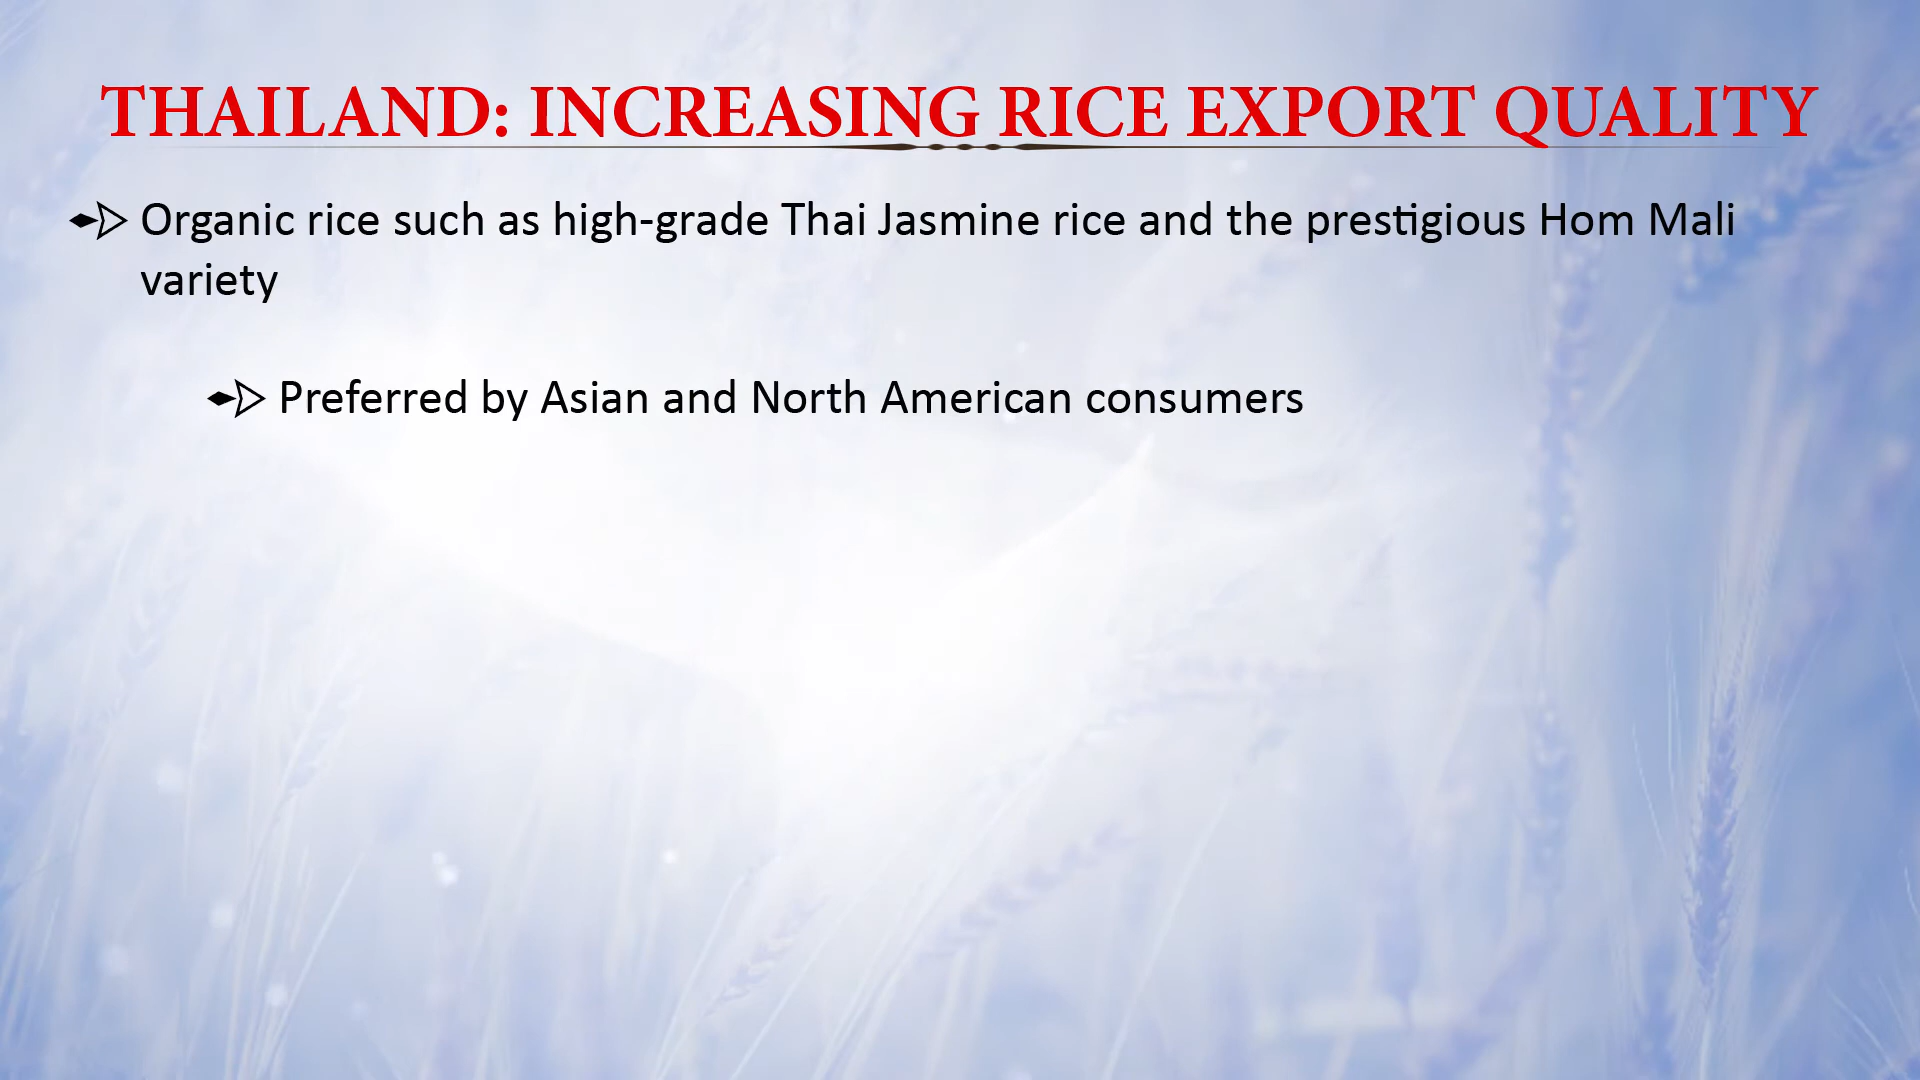 THAILAND: INCREASING RICE EXPORT QUALITY
Organic rice such as high-grade Thai Jasmine rice and the prestigious Hom Mali
variety
Preferred by Asian and North American consumers